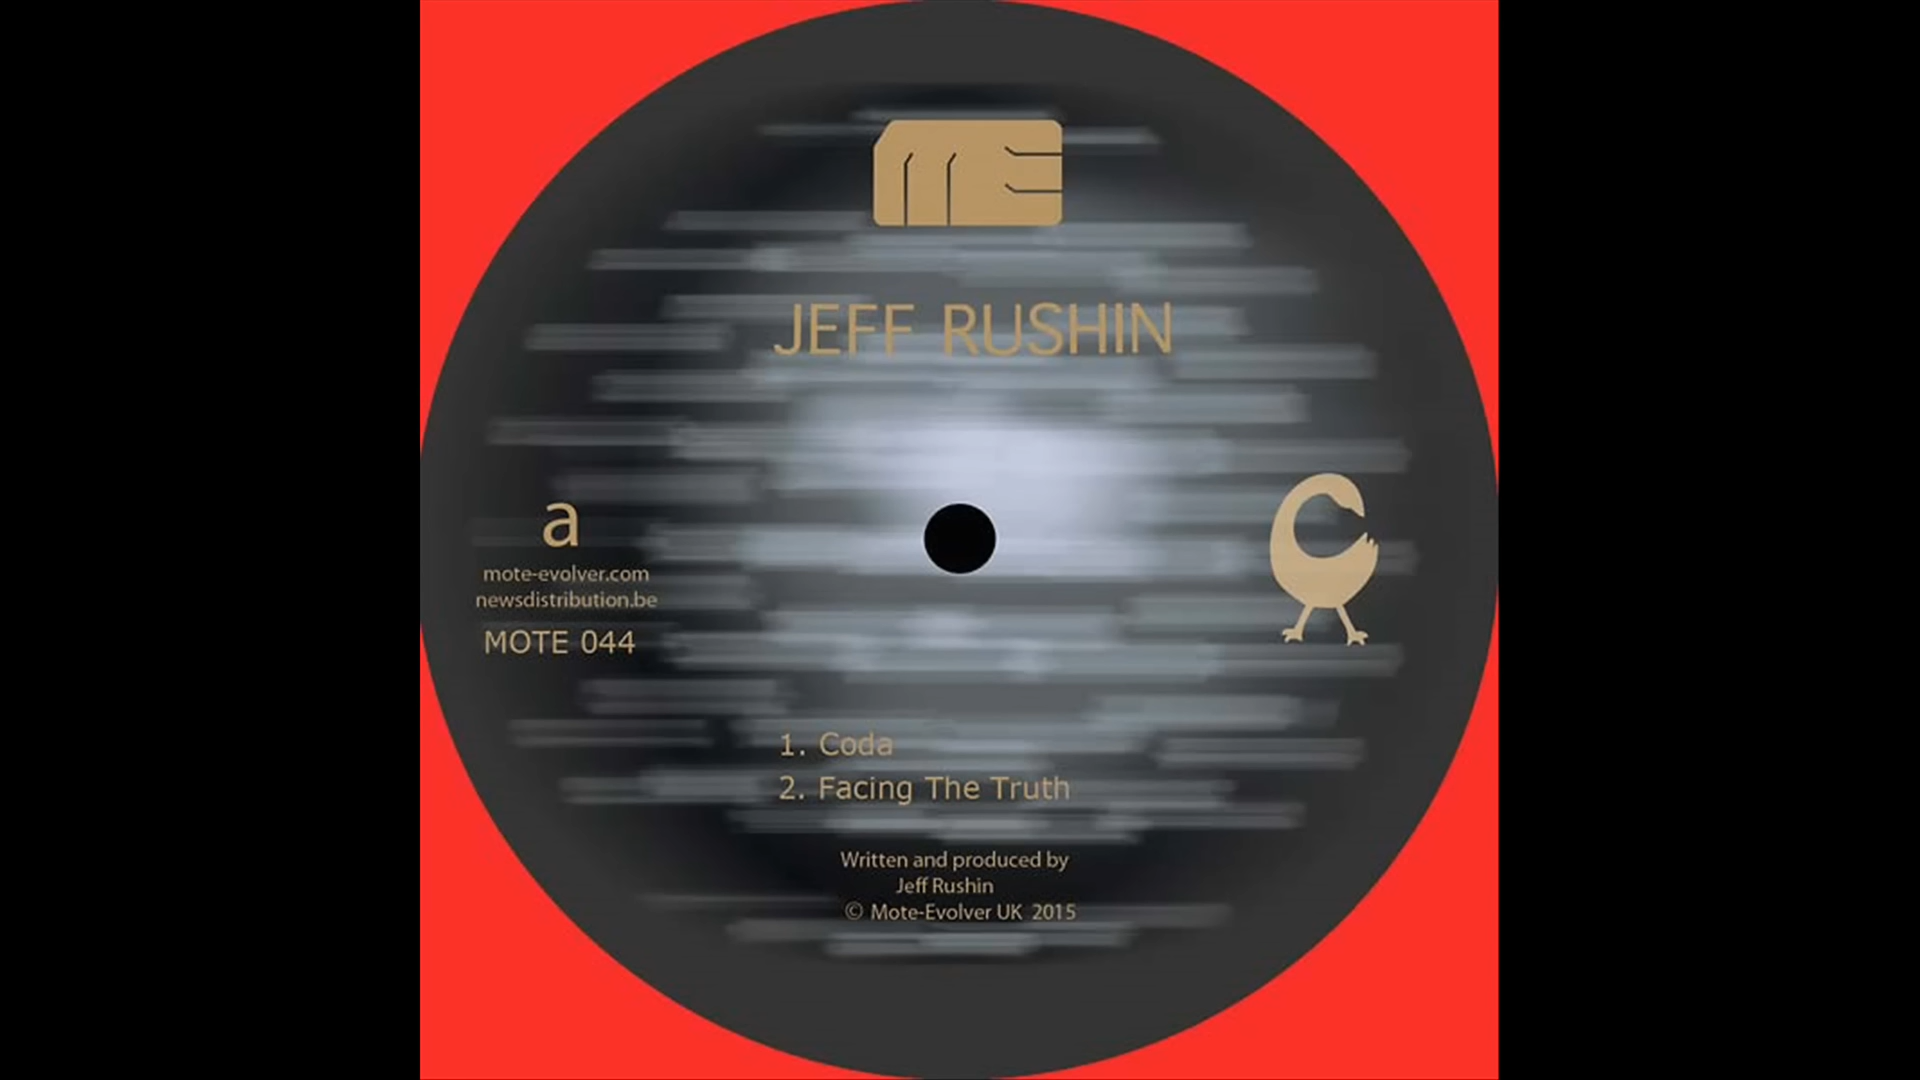 ME
JEFF RUSHIN
a
mote-evolver.com
newsdistribution.be
MOTE 044
1. Coda
2. Facing The Truth
Written and produced by
Jeff Rushin
© Mote-Evolver UK 2015